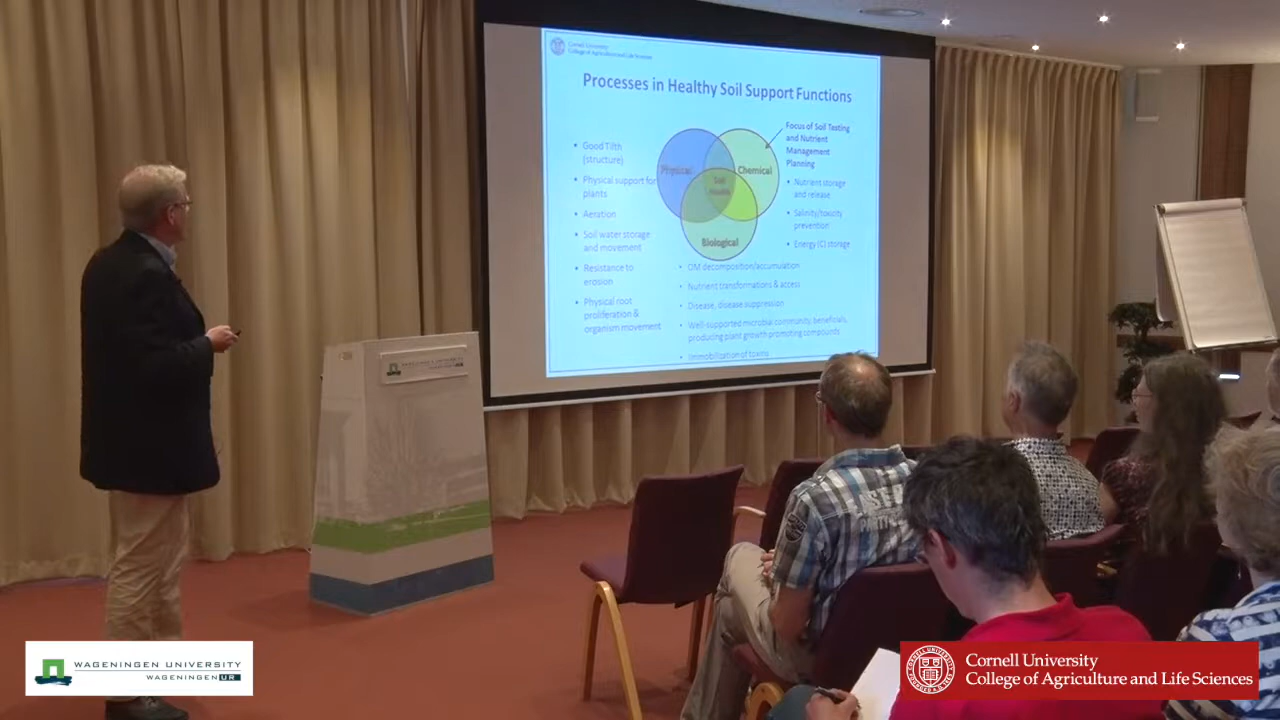 Cornell University
College of Agriculture and Life Sciences
Processes in Healthy Soil Support Functions
Focus of Soil Testing
and Nutrient
Management
Planning
• Good Tilth
(structure)
• Physical support for
plants
• Aeration
• Soil water storage
and movement
• Resistance to
erosion
• Physical root
proliferation &
organism movement
Physical
Chemical
Soil
Health
Biological
• Nutrient storage
and release
• Salinity/toxicity
prevention
• Energy (C) storage
• OM decomposition/accumulation
• Nutrient transformations & access
• Disease, disease suppression
• Well-supported microbial community, beneficials,
producing plant growth promoting compounds
• Immobilization of toxins
WAGENINGEN UNIVERSITY
WAGENINGEN UNIVERSITY
WAGENINGEN UR
Cornell University
College of Agriculture and Life Sciences